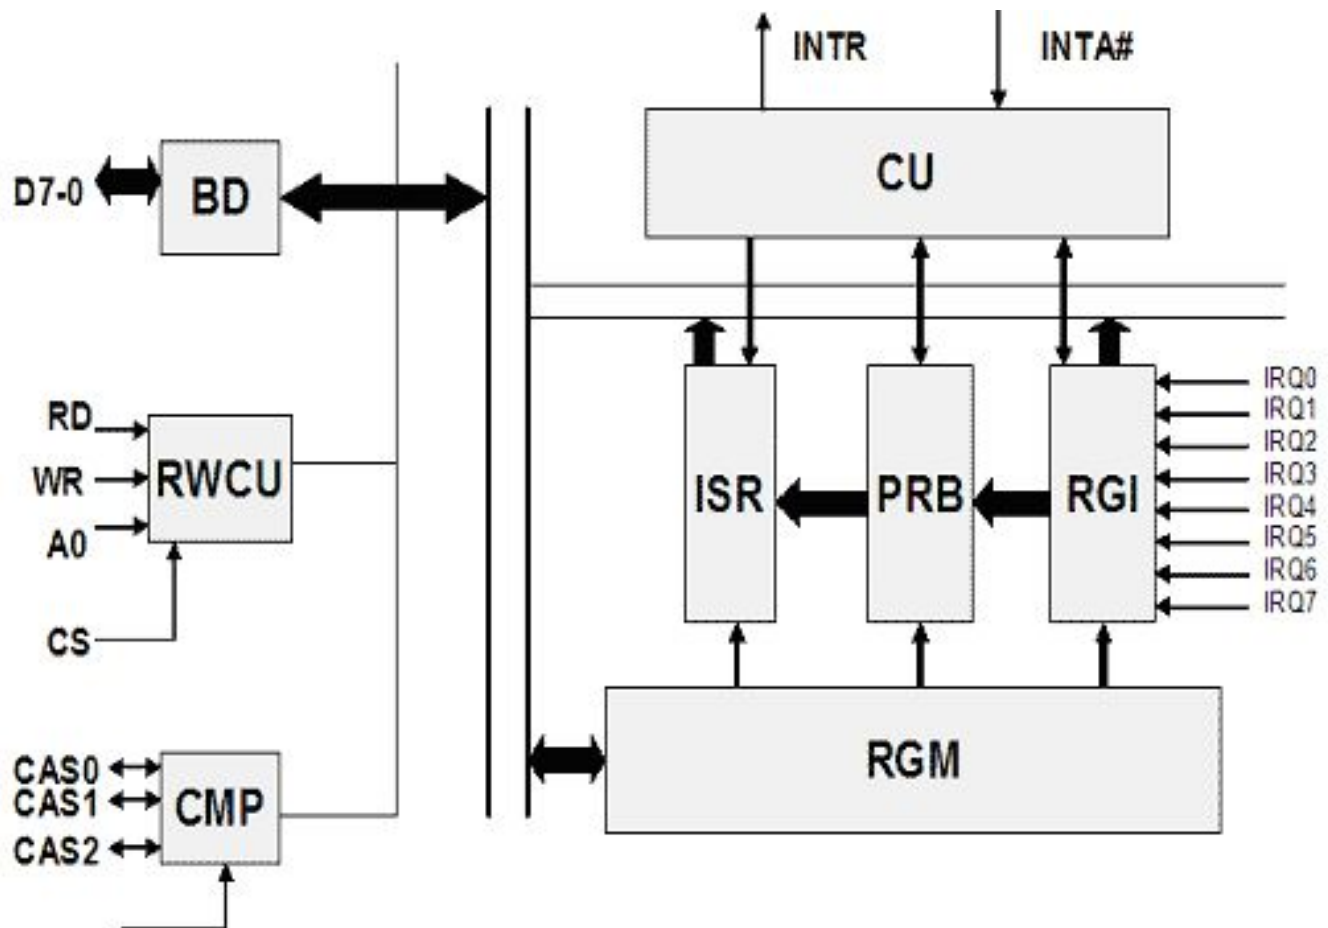 INTR
INTA#
CU
D7-0
BD
RD
WR
A0
RWCU
CS
ISR
PRB
RGI
IRQ0
IRQ1
IRQ2
IRQ3
IRQ4
IRQ5
IRQ6
IRQ7
RGM
CAS0
CAS1
CAS2
CMP